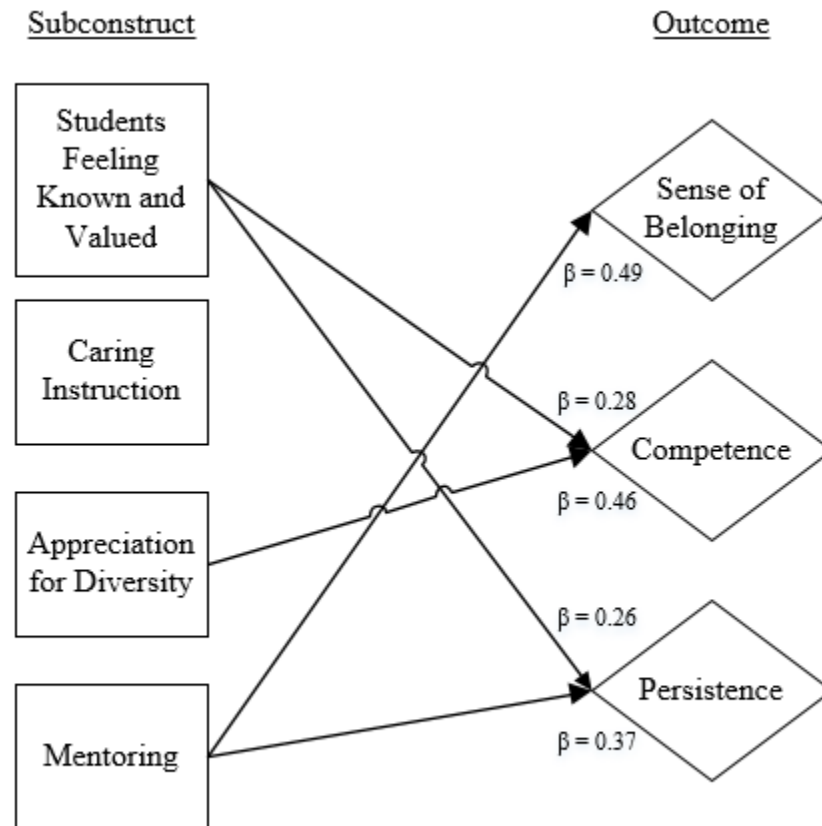 Subconstruct
Outcome
Students
Feeling
Known and
Valued
Sense of
Belonging
β = 0.49
Caring
Instruction
β = 0.28
Competence
β = 0.46
Appreciation
for Diversity
β = 0.26
Persistence
β = 0.37
Mentoring